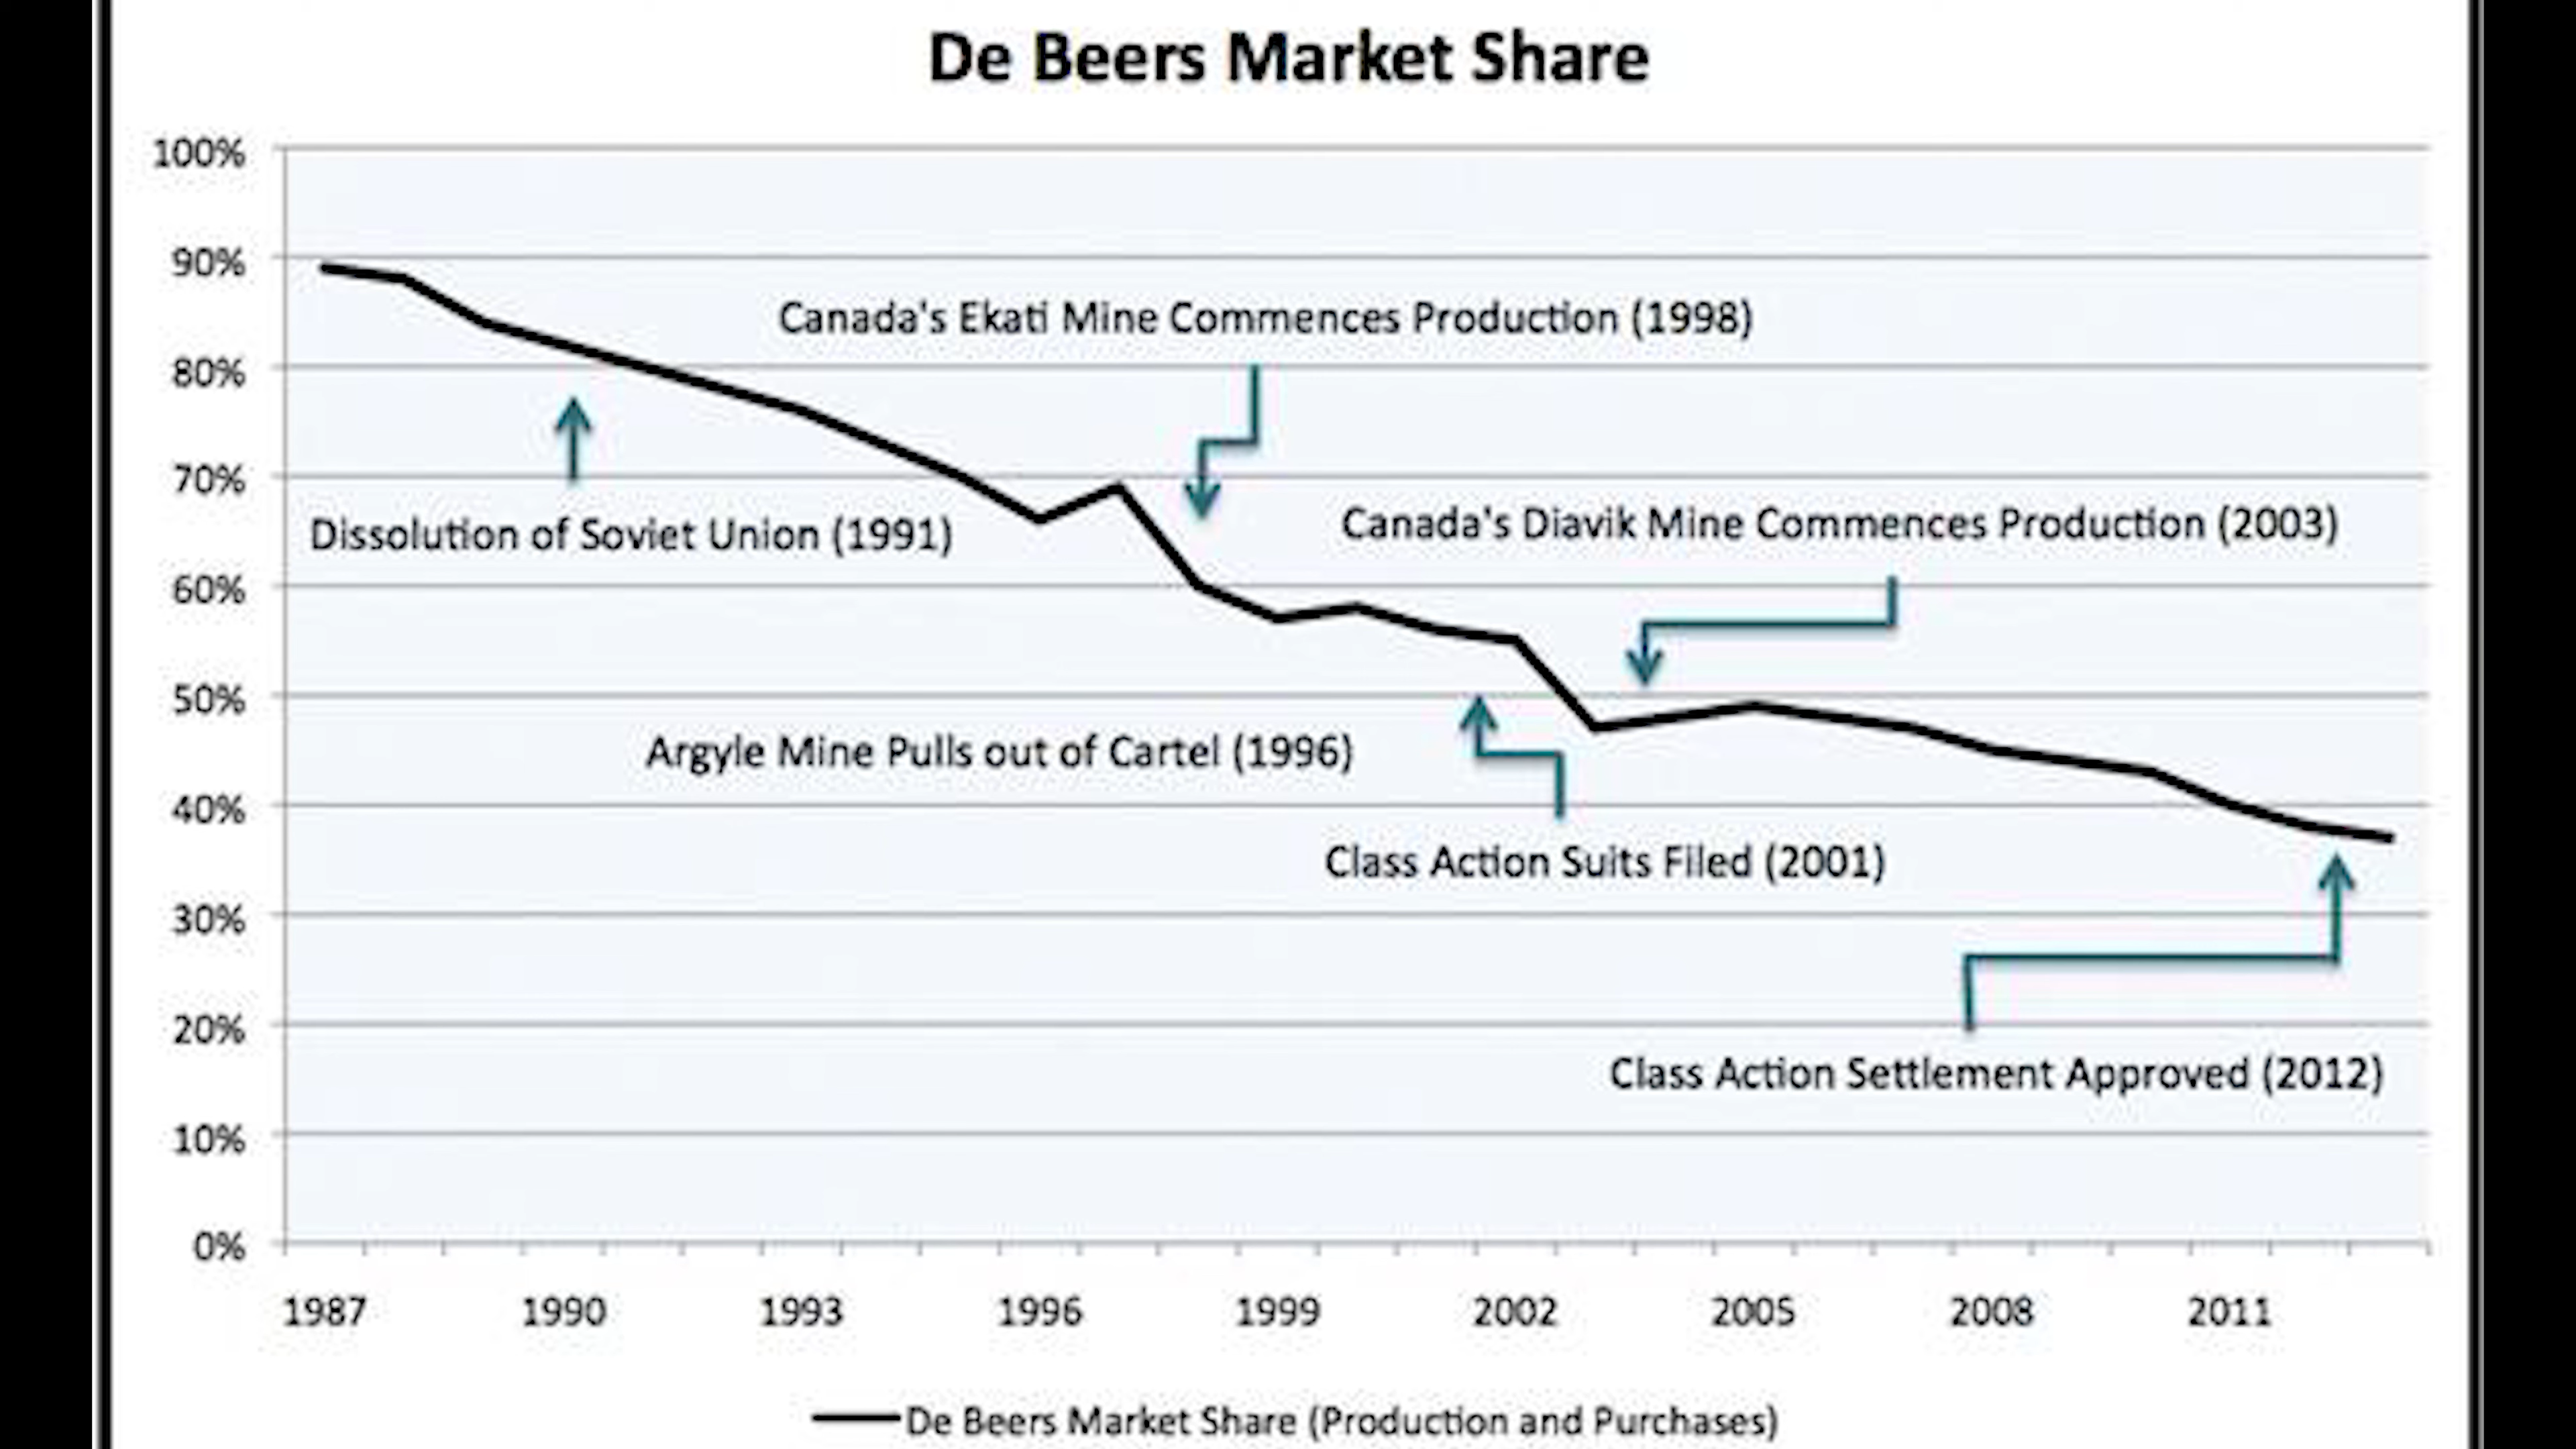 De Beers Market Share
100%
90%
Canada's Ekati Mine Commences Production (1998)
80%
70%
Dissolution of Soviet Union (1991)
Canada's Diavik Mine Commences Production (2003)
60%
50%
Argyle Mine Pulls out of Cartel (1996)
40%
Class Action Suits Filed (2001)
30%
20%
Class Action Settlement Approved (2012)
10%
0%
1987 1990 1993 1996 1999 2002 2005 2008 2011
De Beers Market Share (Production and Purchases)